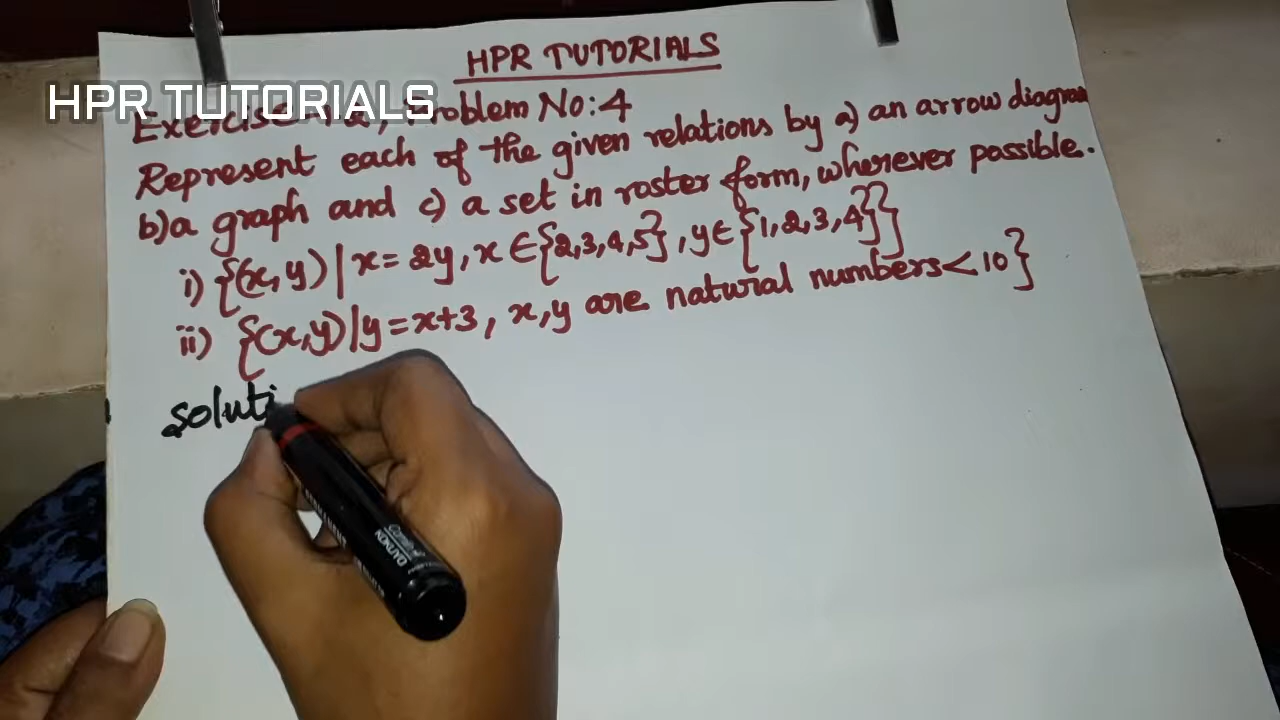 HPR TUTORIALS
HPR TUTORIALS
Exercise 1.2, Problem No:4
Represent each of the given relations by a) an arrow diagram
b) a graph and c) a set in roster form, wherever possible.
i) {(x,y)|x=2y, x∈{2,3,4,5}, y∈{1,2,3,4}}
ii) {(x,y)|y=x+3, x,y are natural numbers<10}
soluti
Camlin
KOKUYO